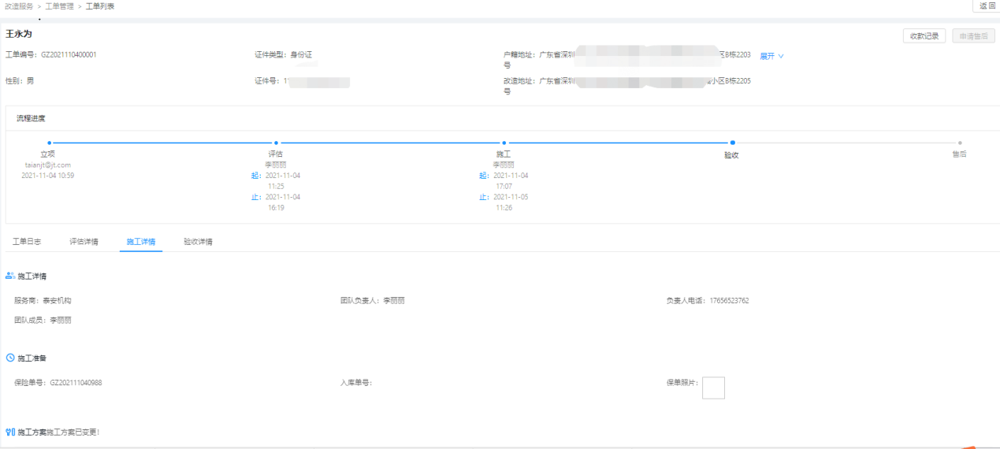 改造服务 > 工单管理 > 工单列表
返回
王永为
收款记录
申请售后
工单编号：GZ2021110400001
证件类型：身份证
户籍地址：广东省深圳
区B栋2203
号
展开
性别：男
证件号：11
改造地址：广东省深圳
小区B栋2205
号
流程进度
立项
taianjt@jt.com
2021-11-04 10:59
评估
李丽丽
起：2021-11-04
11:25
止：2021-11-04
16:19
施工
李丽丽
起：2021-11-04
17:07
止：2021-11-05
11:26
验收
售后
工单日志
评估详情
施工详情
验收详情
施工详情
服务商：泰安机构
团队负责人：李丽丽
负责人电话：17656523762
团队成员：李丽丽
施工准备
保险单号：GZ202111040988
入库单号：
保单照片：
施工方案施工方案已变更！